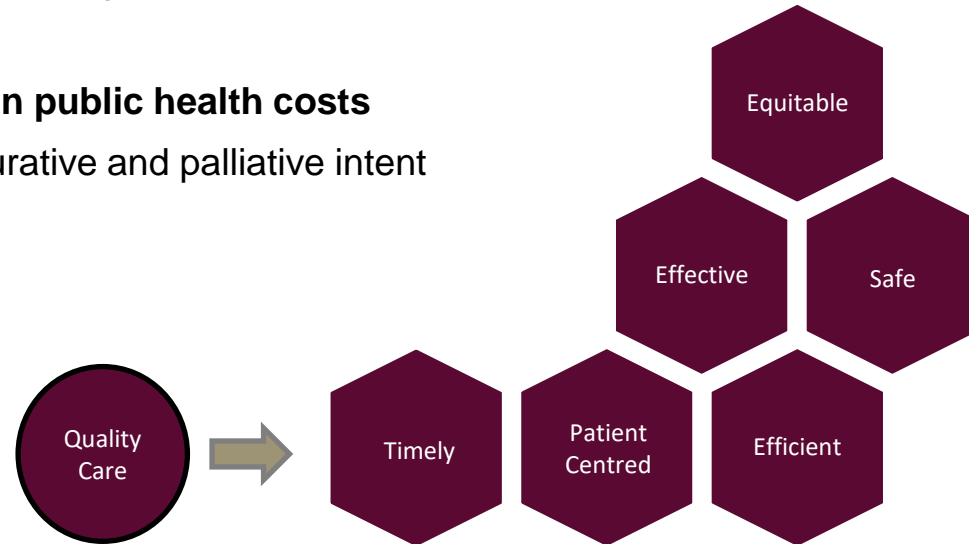 n public health costs
urative and palliative intent
Equitable
Effective
Safe
Quality
Care
Timely
Patient
Centred
Efficient